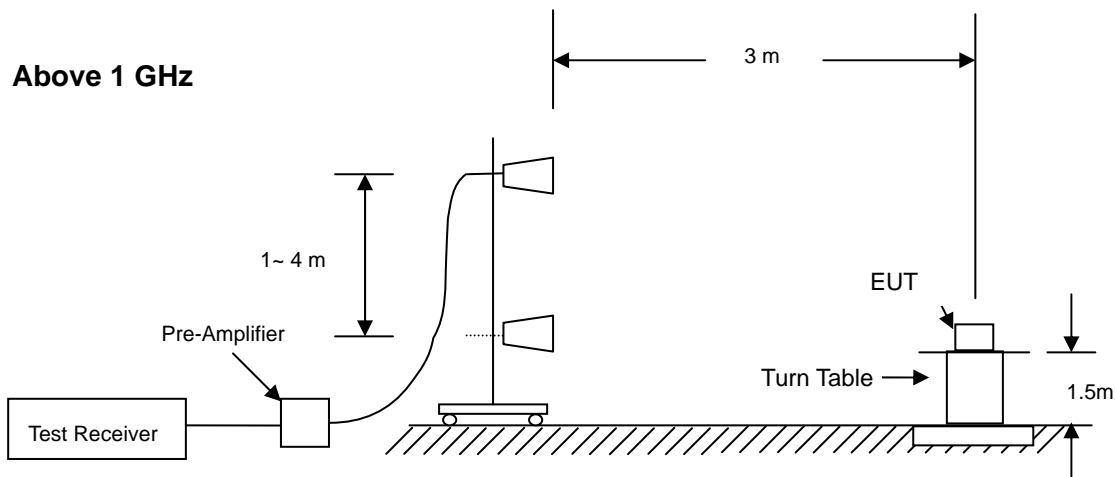 Above 1 GHz
3 m
1~ 4 m
EUT
Pre-Amplifier
Turn Table
1.5m
Test Receiver